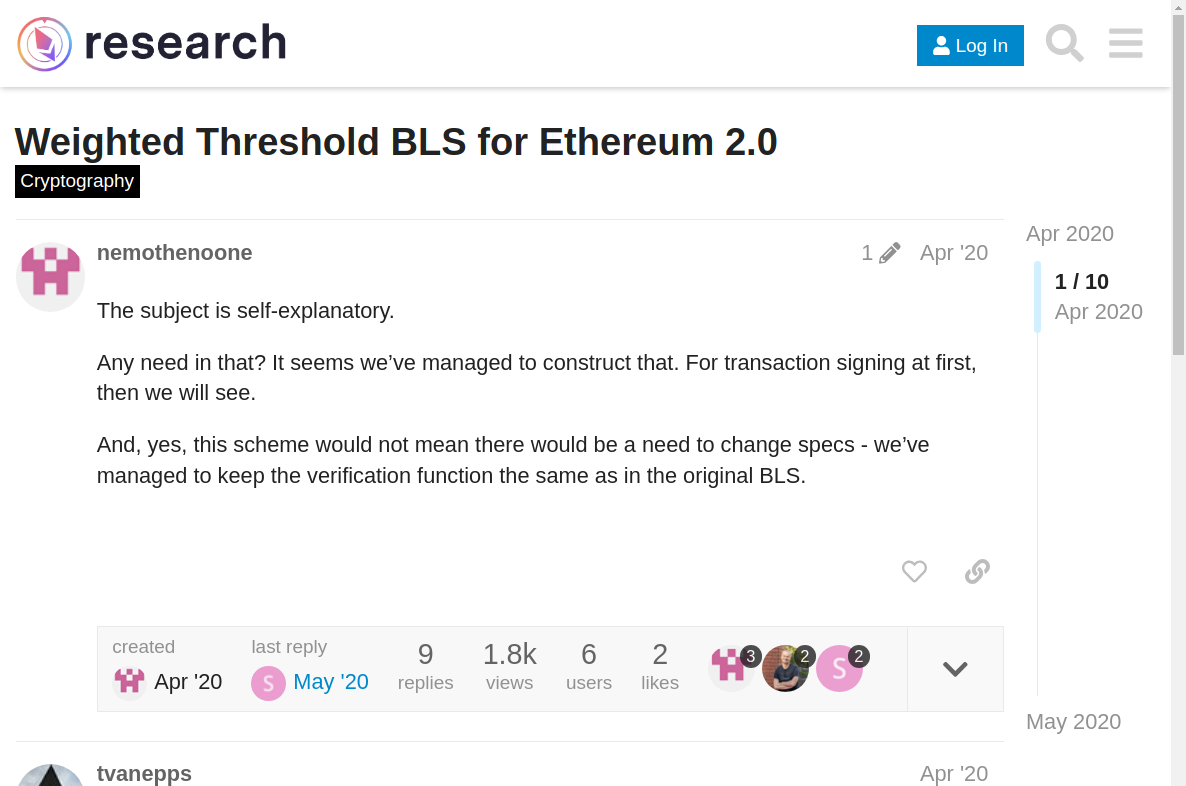 research
Log In
Weighted Threshold BLS for Ethereum 2.0
Cryptography
nemothenoone
1
Apr '20
The subject is self-explanatory.
Any need in that? It seems we’ve managed to construct that. For transaction signing at first,
then we will see.
And, yes, this scheme would not mean there would be a need to change specs - we’ve
managed to keep the verification function the same as in the original BLS.
created
Apr '20
last reply
S
May '20
9
replies
1.8k
views
6
users
2
likes
3
2
S
2
tvanepps
Apr '20
Apr 2020
1 / 10
Apr 2020
May 2020